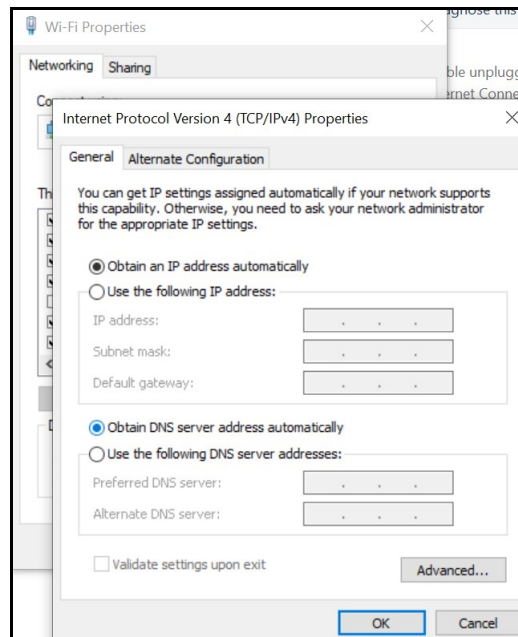 Wi-Fi Properties
Networking Sharing
ble unplugg
Internet Protocol Version 4 (TCP/IPv4) Properties
General Alternate Configuration
You can get IP settings assigned automatically if your network supports
this capability. Otherwise, you need to ask your network administrator
for the appropriate IP settings.
Obtain an IP address automatically
Use the following IP address:
IP address:
Subnet mask:
Default gateway:
Obtain DNS server address automatically
Use the following DNS server addresses:
Preferred DNS server:
Alternate DNS server:
Validate settings upon exit
Advanced...
OK Cancel